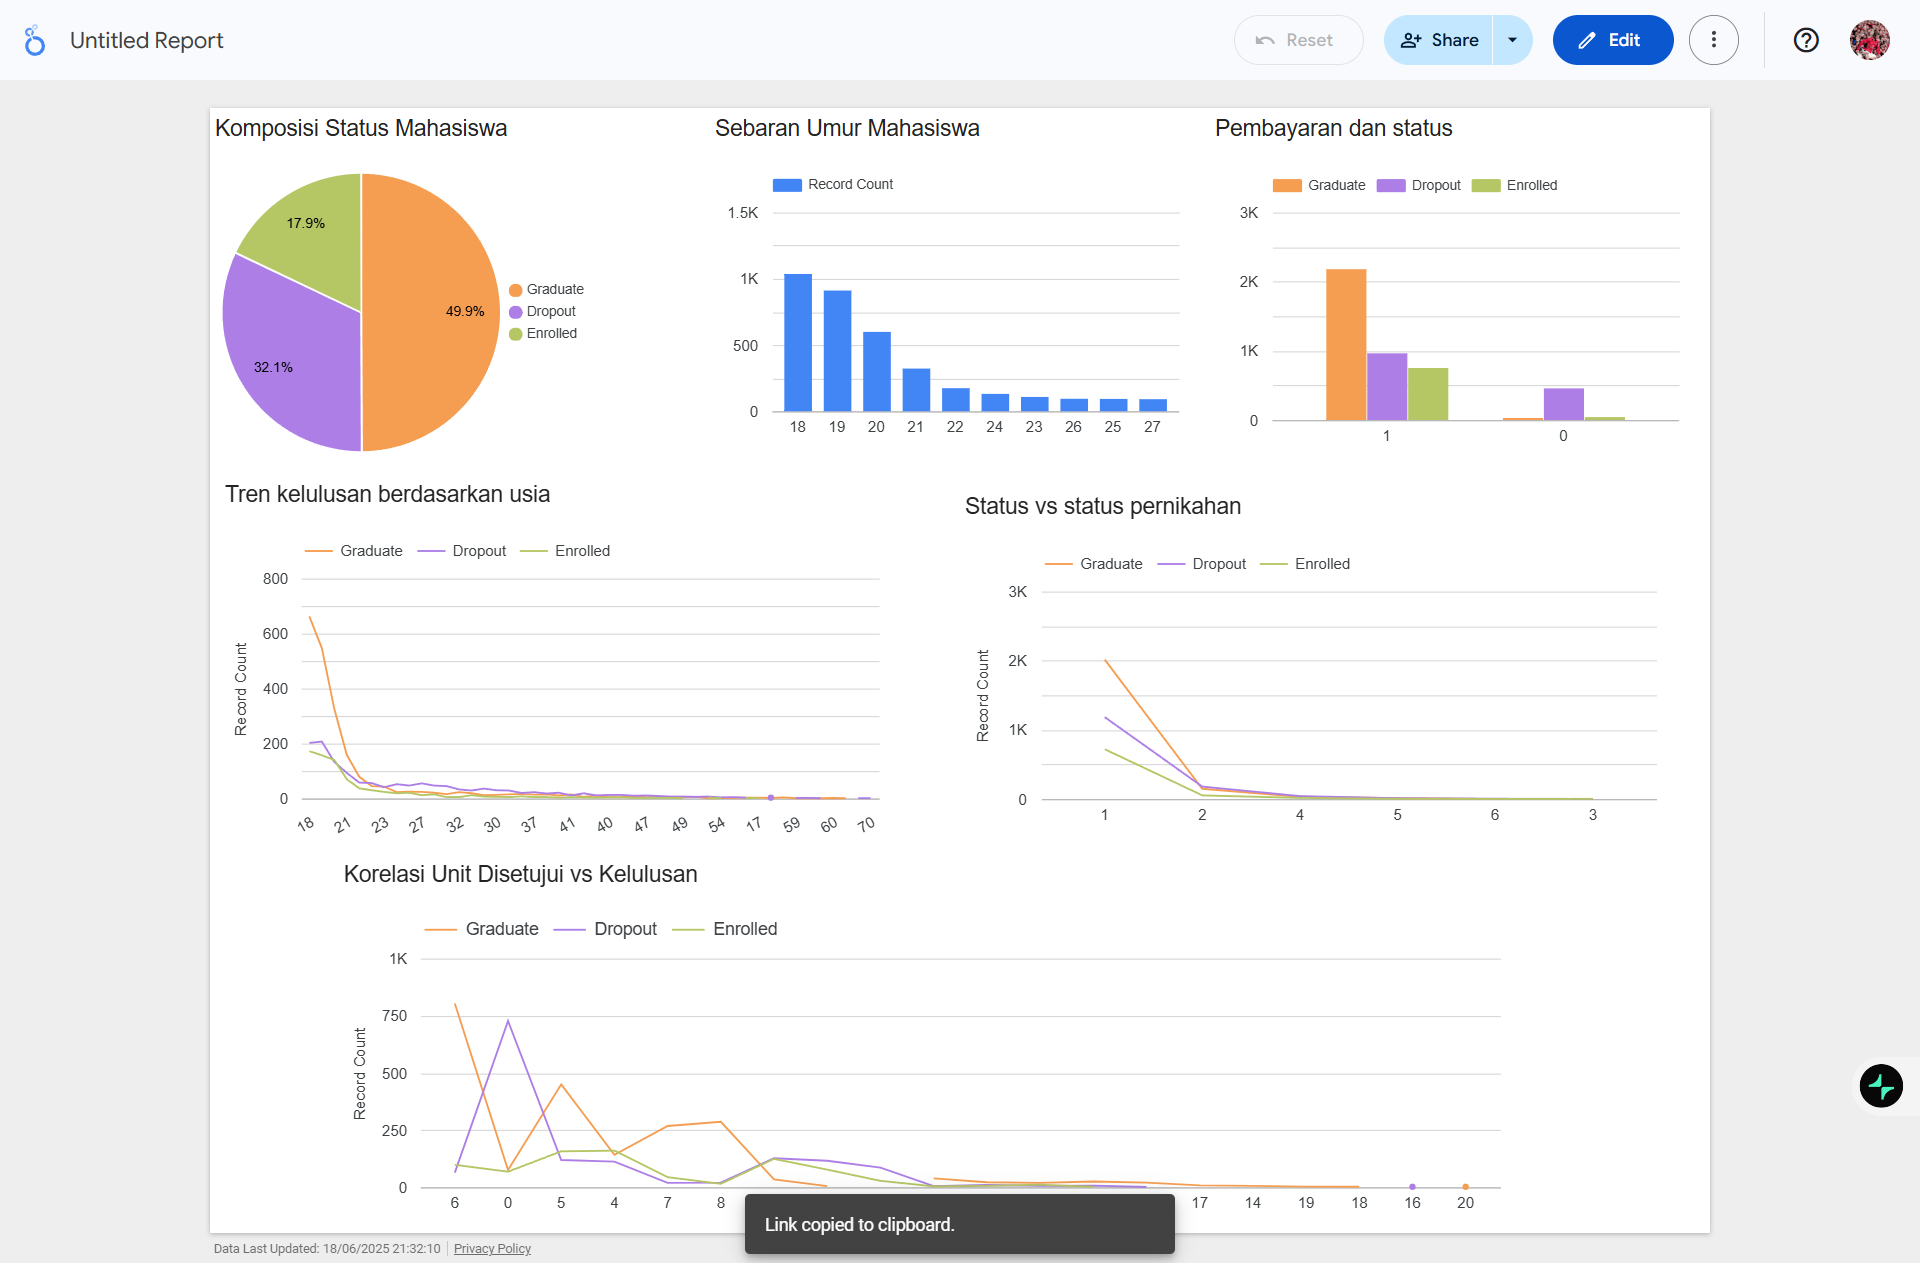 Untitled Report
Reset
Share
Edit
Komposisi Status Mahasiswa
17.9%
49.9%
32.1%
Graduate
Dropout
Enrolled
Sebaran Umur Mahasiswa
Record Count
1.5K
1K
500
0
18 19 20 21 22 24 23 26 25 27
Pembayaran dan status
Graduate Dropout Enrolled
3K
2K
1K
0
1 0
Tren kelulusan berdasarkan usia
Graduate Dropout Enrolled
Record Count
800
600
400
200
0
18 21 23 27 32 30 37 41 40 47 49 54 17 59 60 70
Status vs status pernikahan
Graduate Dropout Enrolled
Record Count
3K
2K
1K
0
1 2 4 5 6 3
Korelasi Unit Disetujui vs Kelulusan
Graduate Dropout Enrolled
Record Count
1K
750
500
250
0
6 0 5 4 7 8 17 14 19 18 16 20
Link copied to clipboard.
Data Last Updated: 18/06/2025 21:32:10
Privacy Policy